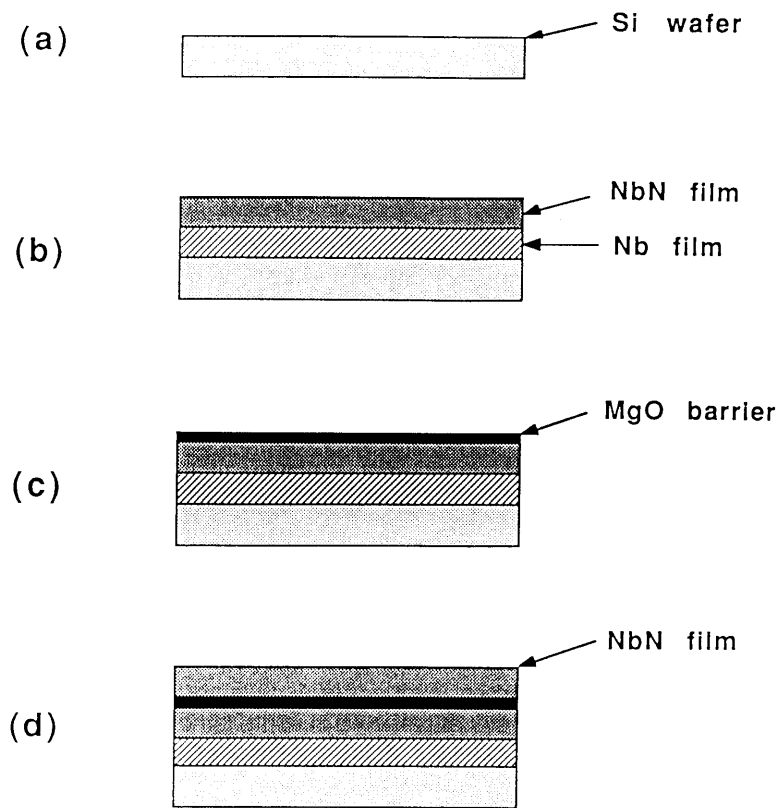 (a)
Si wafer
(b)
NbN film
Nb film
(c)
MgO barrier
(d)
NbN film